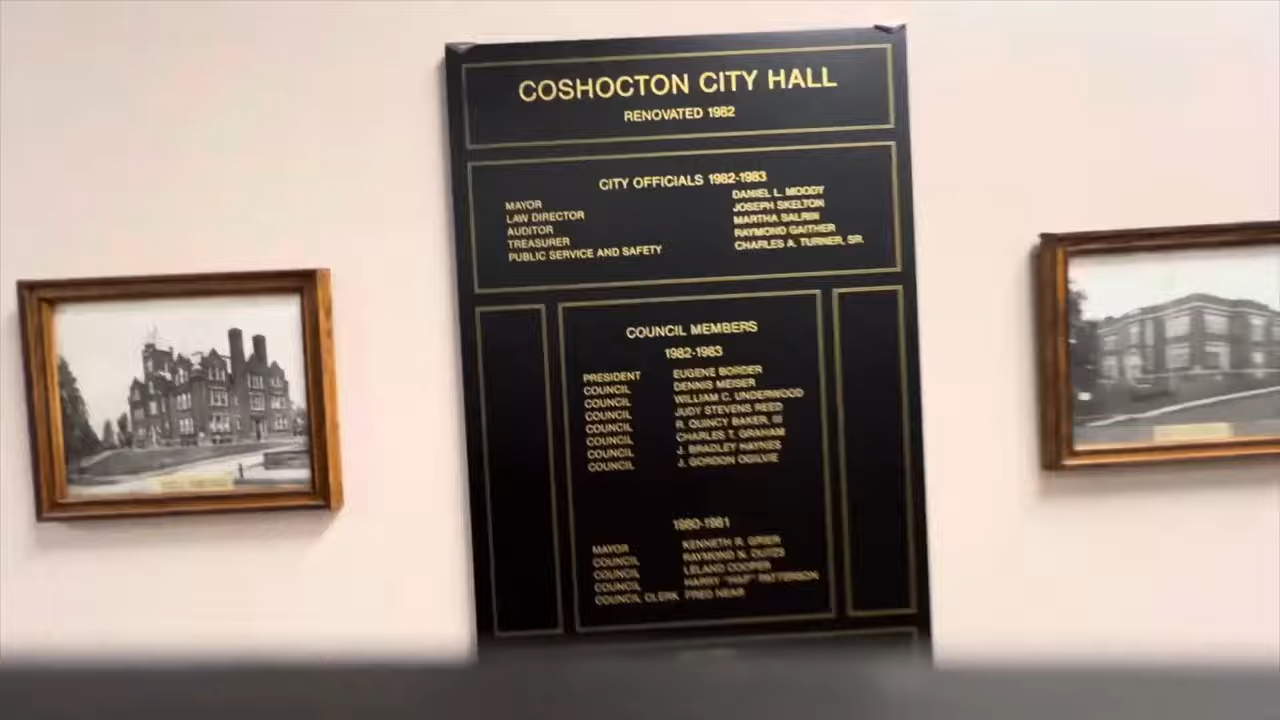 COSHOCTON CITY HALL
RENOVATED 1982
CITY OFFICIALS 1982-1983
MAYOR DANIEL L. MOODY
LAW DIRECTOR JOSEPH SKELTON
AUDITOR MARTHA SALRIN
TREASURER RAYMOND GAITHER
PUBLIC SERVICE AND SAFETY CHARLES A. TURNER, SR.
COUNCIL MEMBERS
1982-1983
PRESIDENT EUGENE BORDER
COUNCIL DENNIS MEISER
COUNCIL WILLIAM C. UNDERWOOD
COUNCIL JUDY STEVENS REED
COUNCIL R. QUINCY BAKER, III
COUNCIL CHARLES T. GRAHAM
COUNCIL J. BRADLEY HAYNES
COUNCIL J. GORDON OGILVIE
1980-1981
MAYOR KENNETH R. GRIER
COUNCIL RAYMOND N.
COUNCIL LELAND COOPER
COUNCIL HARRY "HAP" PATTERSON
COUNCIL CLERK FRED NEAR